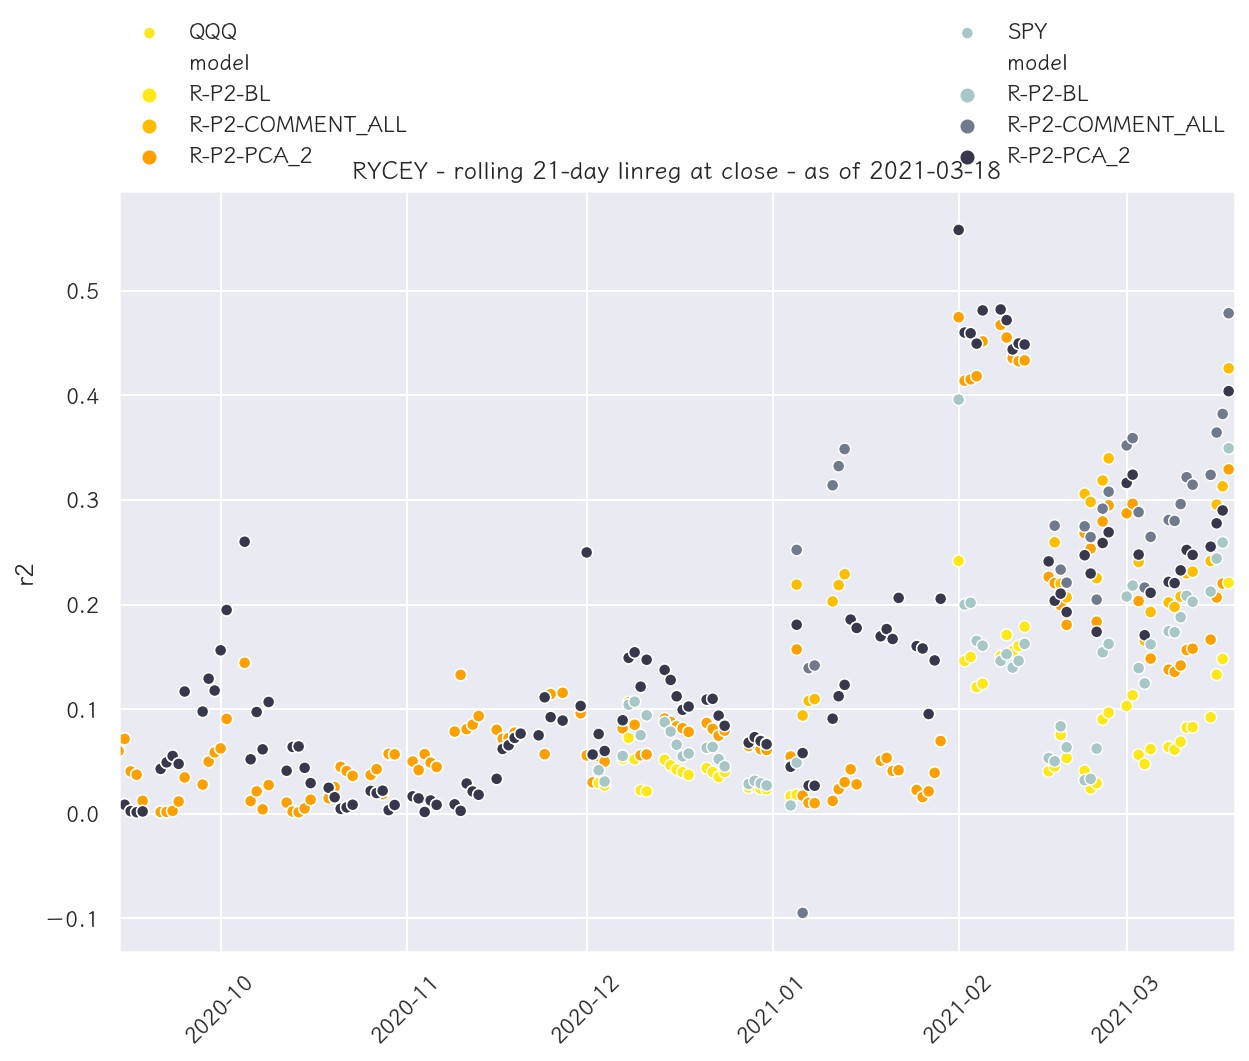 QQQ
model
R-P2-BL
R-P2-COMMENT_ALL
R-P2-PCA_2
SPY
model
R-P2-BL
R-P2-COMMENT_ALL
R-P2-PCA_2
RYCEY - rolling 21-day linreg at close - as of 2021-03-18
r2
0.5
0.4
0.3
0.2
0.1
0.0
−0.1
2020-10
2020-11
2020-12
2021-01
2021-02
2021-03